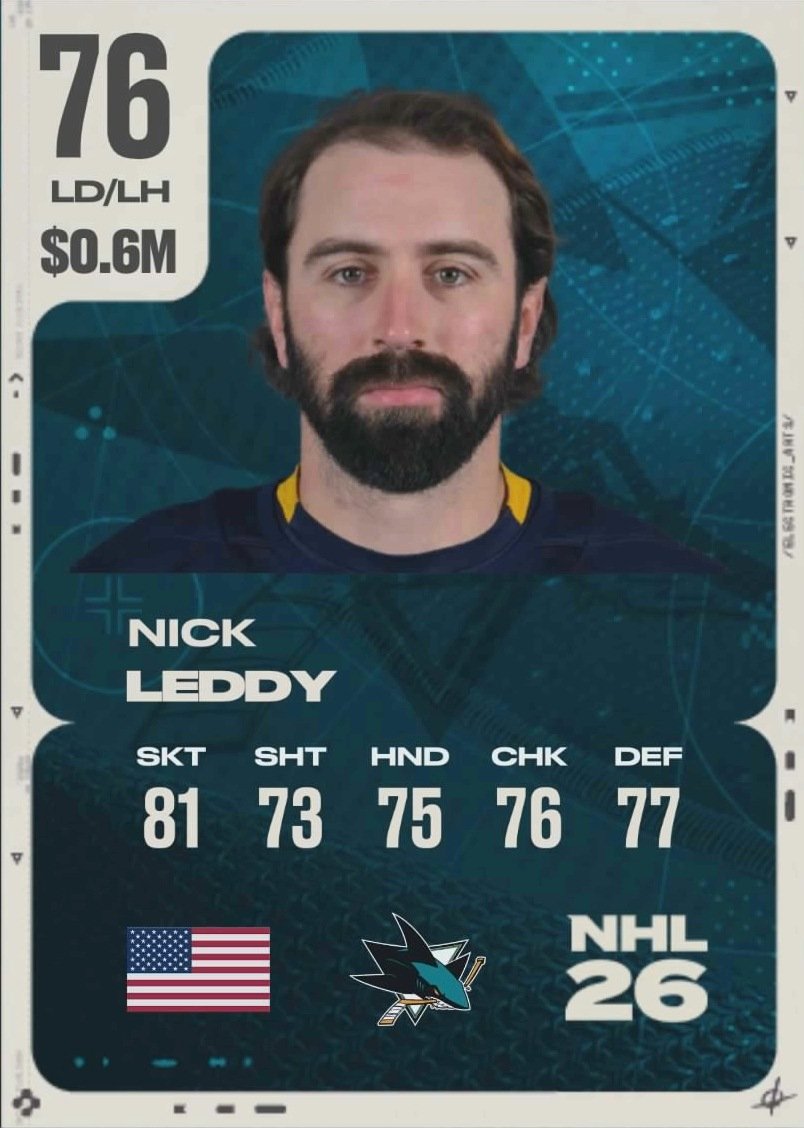 76
LD/LH
$0.6M
/ELECTRONIC_ARTS/
NICK
LEDDY
SKT SHT HND CHK DEF
81 73 75 76 77
NHL
26